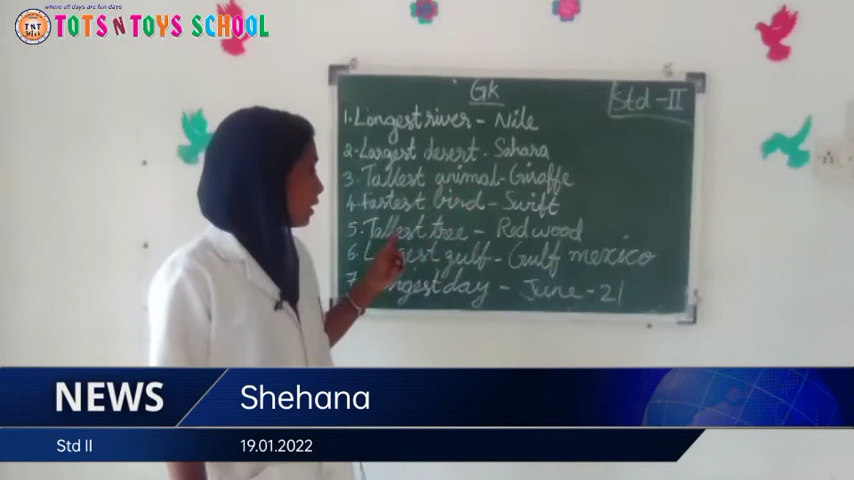 where all days are fun days
TNT
TOTS N TOYS SCHOOL
Gk
Std - II
1. Longest river - Nile
2. Largest desert. Sahara
3. Tallest animal - Giraffe
4. Fastest bird - Swift
5. Tallest tree - Redwood
6. gulf - Gulf mexico
7 day - June - 21
NEWS
Shehana
Std II
19.01.2022